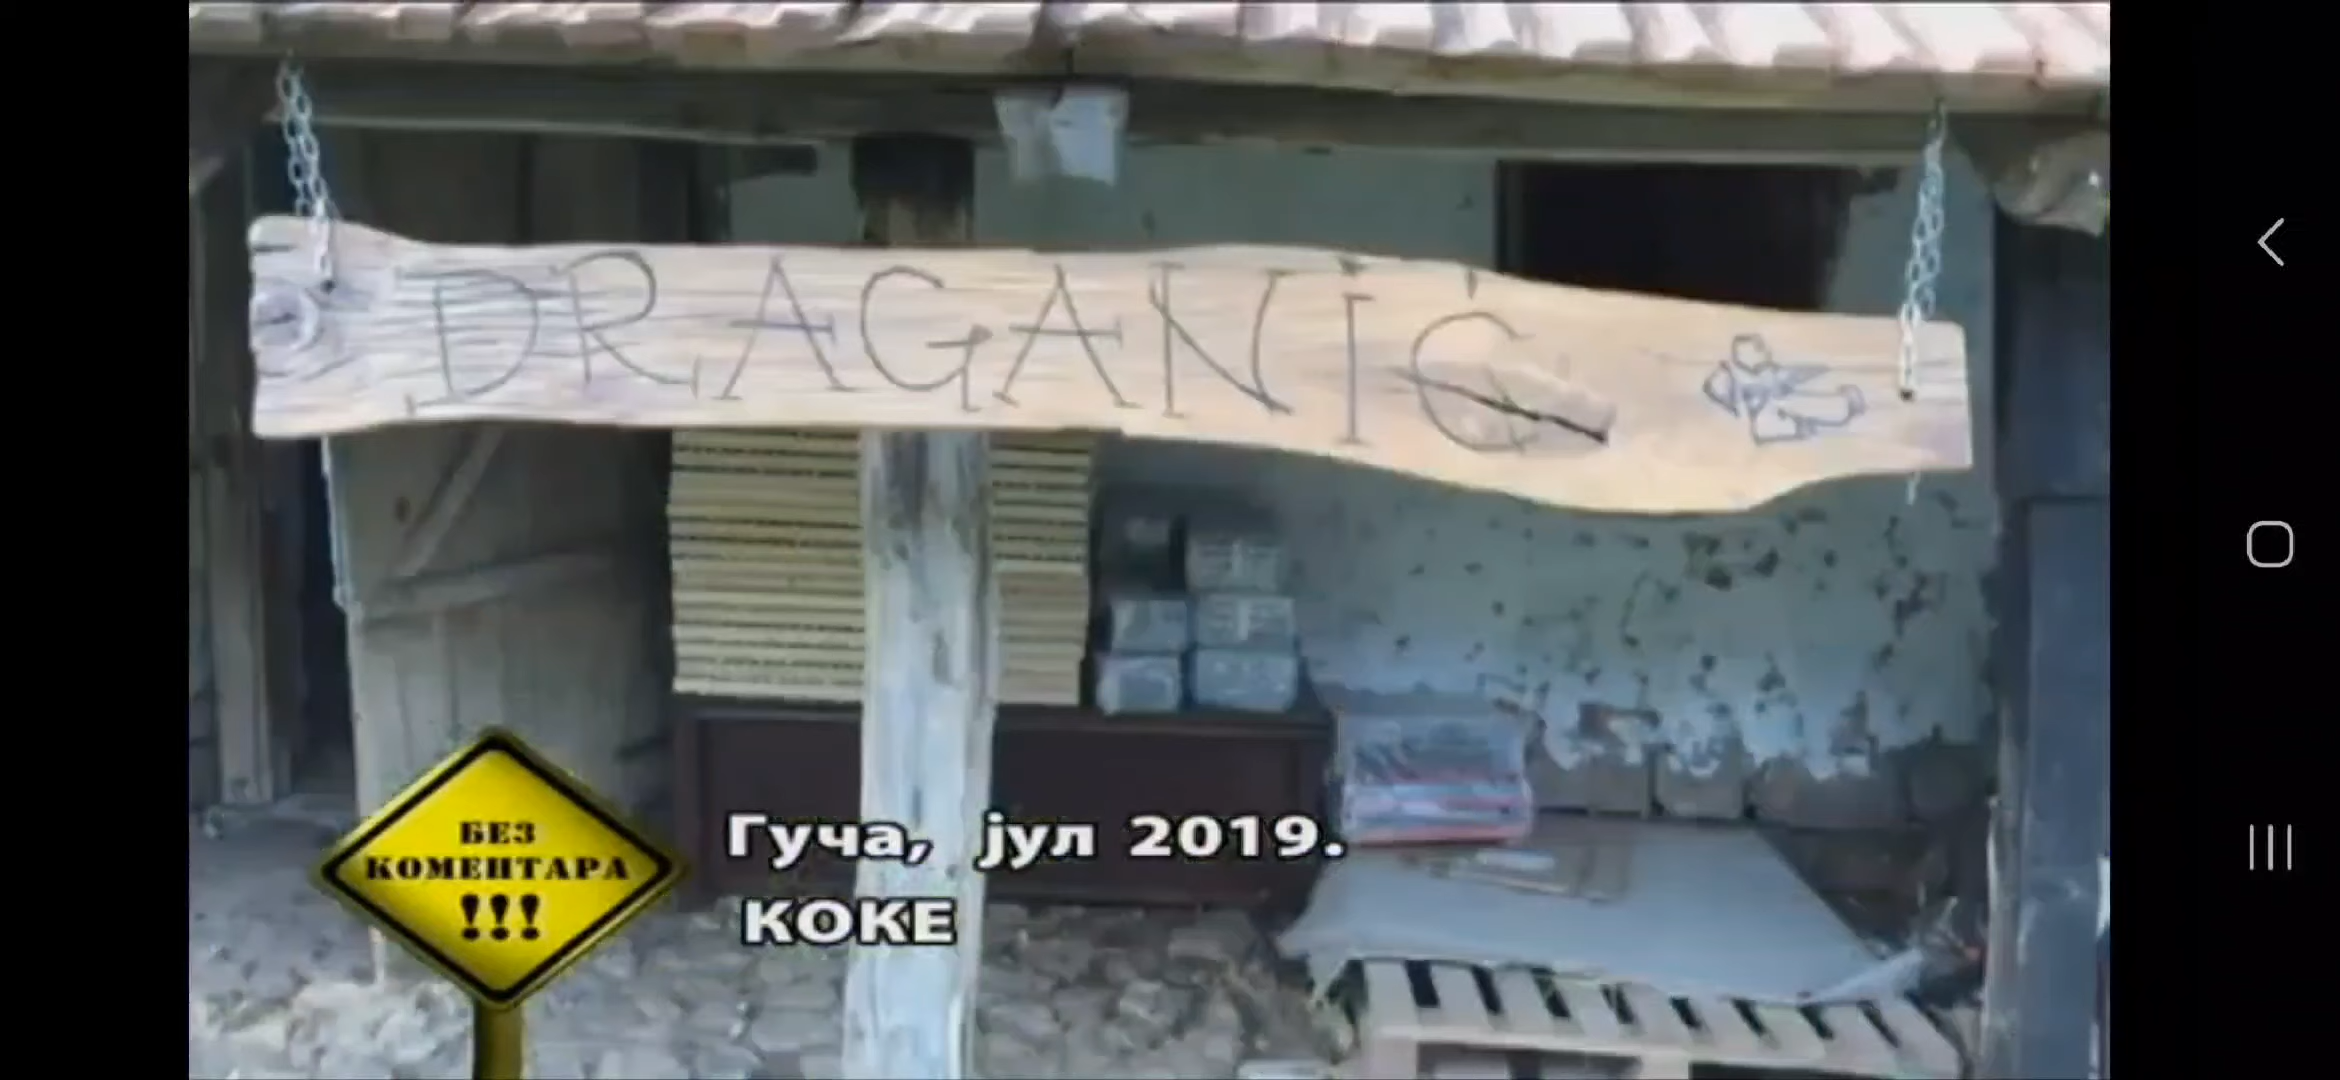 DRAGANIĆ
БЕЗ
КОМЕНТАРА
!!!
Гуча, јул 2019.
КОКЕ